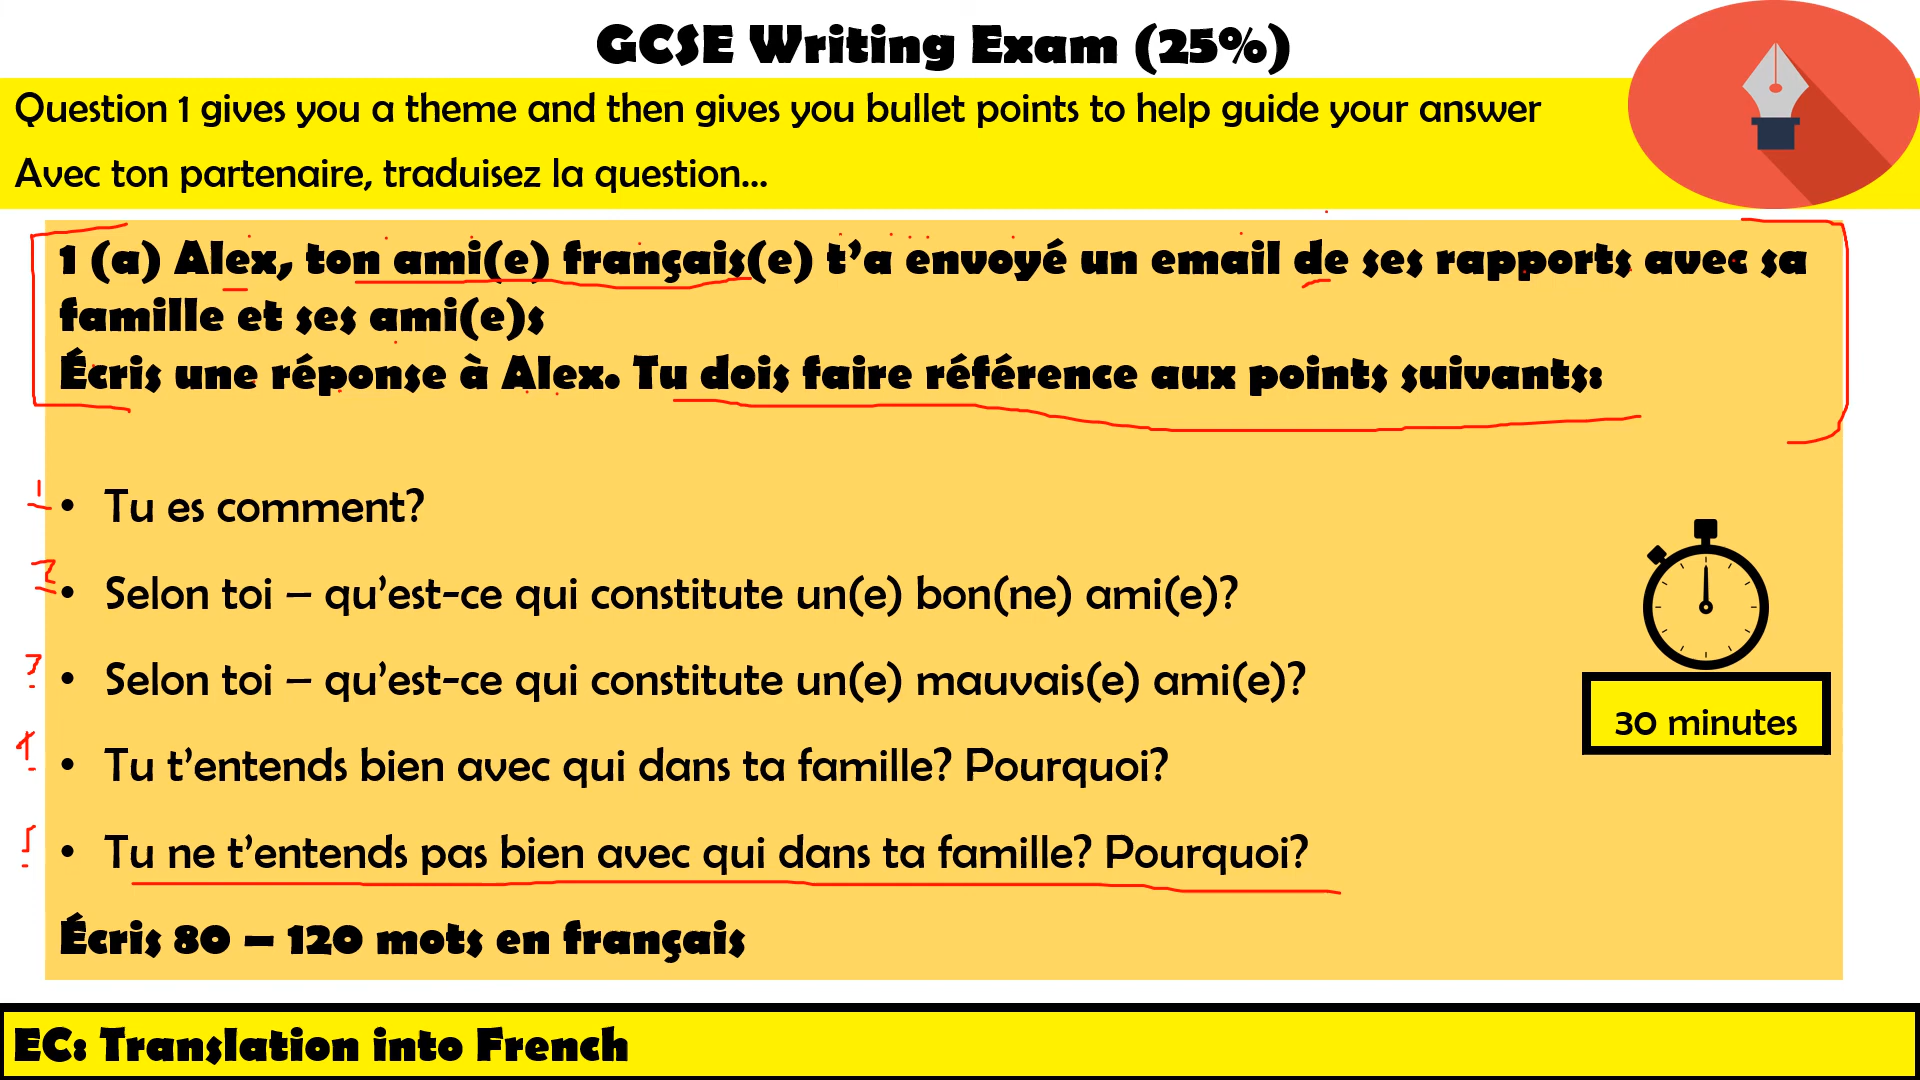 GCSE Writing Exam (25%)
Question 1 gives you a theme and then gives you bullet points to help guide your answer
Avec ton partenaire, traduisez la question...
1 (a) Alex, ton ami(e) français(e) t'a envoyé un email de ses rapports avec sa
famille et ses ami(e)s
Écris une réponse à Alex. Tu dois faire référence aux points suivants:
1 • Tu es comment?
2 • Selon toi – qu'est-ce qui constitute un(e) bon(ne) ami(e)?
3 • Selon toi – qu'est-ce qui constitute un(e) mauvais(e) ami(e)?
4 • Tu t'entends bien avec qui dans ta famille? Pourquoi?
5 • Tu ne t'entends pas bien avec qui dans ta famille? Pourquoi?
30 minutes
Écris 80 – 120 mots en français
EC: Translation into French